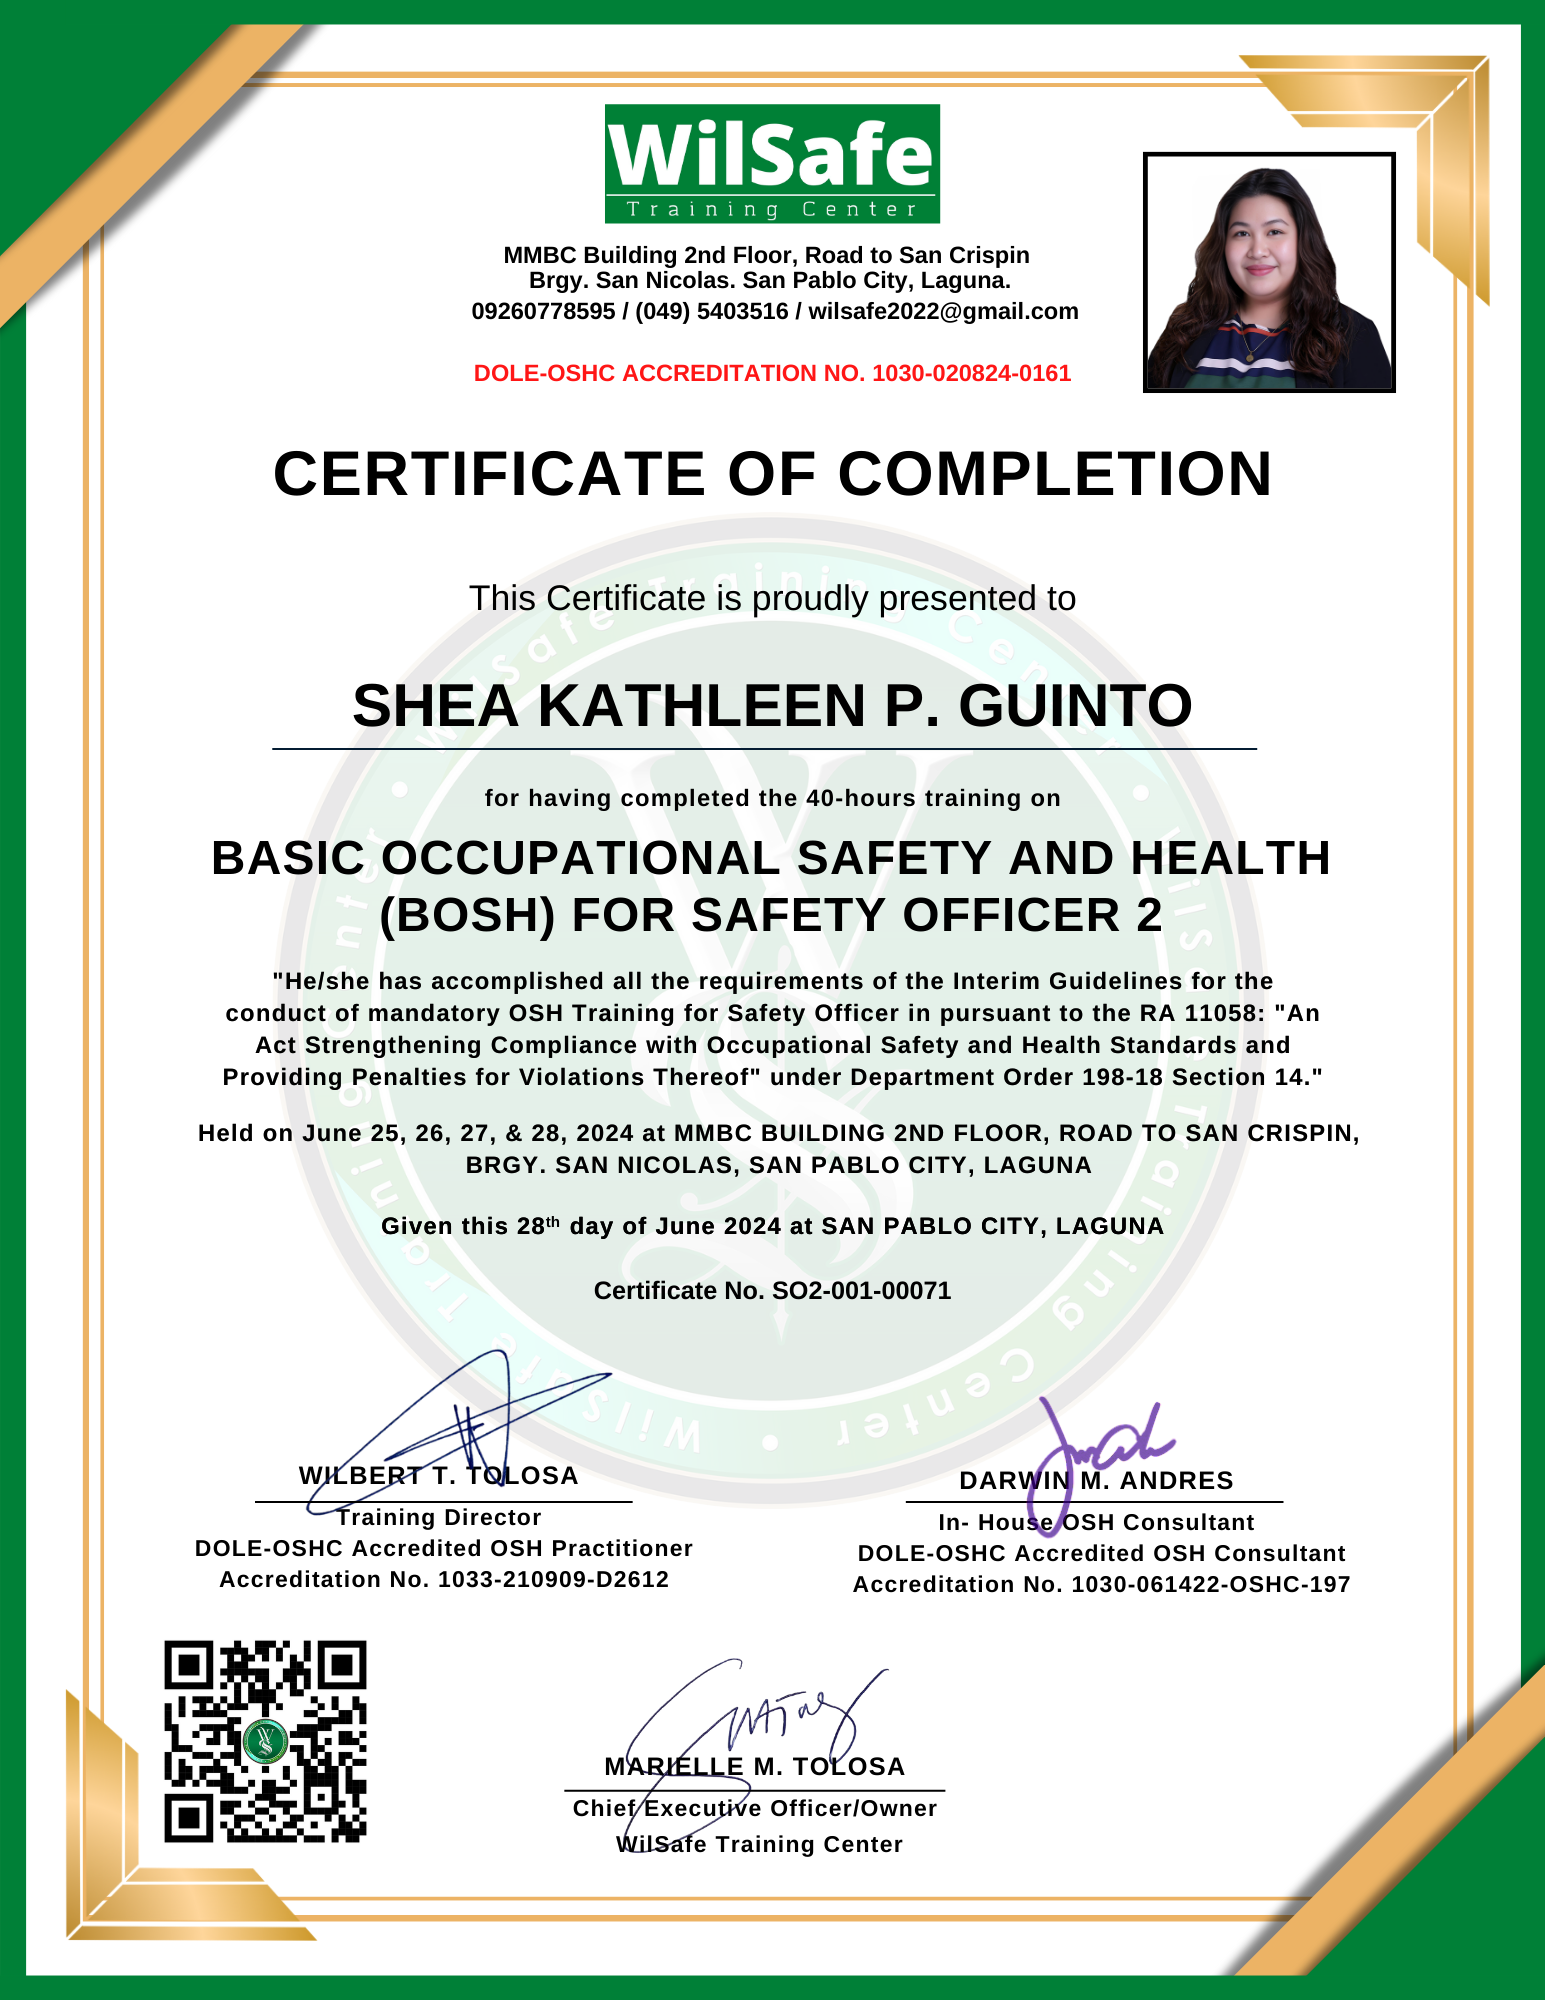 WilSafe
Training Center
MMBC Building 2nd Floor, Road to San Crispin
Brgy. San Nicolas. San Pablo City, Laguna.
09260778595 / (049) 5403516 / wilsafe2022@gmail.com
DOLE-OSHC ACCREDITATION NO. 1030-020824-0161
CERTIFICATE OF COMPLETION
This Certificate is proudly presented to
SHEA KATHLEEN P. GUINTO
for having completed the 40-hours training on
BASIC OCCUPATIONAL SAFETY AND HEALTH
(BOSH) FOR SAFETY OFFICER 2
"He/she has accomplished all the requirements of the Interim Guidelines for the
conduct of mandatory OSH Training for Safety Officer in pursuant to the RA 11058: "An
Act Strengthening Compliance with Occupational Safety and Health Standards and
Providing Penalties for Violations Thereof" under Department Order 198-18 Section 14."
Held on June 25, 26, 27, & 28, 2024 at MMBC BUILDING 2ND FLOOR, ROAD TO SAN CRISPIN,
BRGY. SAN NICOLAS, SAN PABLO CITY, LAGUNA
Given this 28th day of June 2024 at SAN PABLO CITY, LAGUNA
Certificate No. SO2-001-00071
WilSafe Training Center • WilSafe Training Center • WilSafe Training Center •
WILBERT T. TOLOSA
Training Director
DOLE-OSHC Accredited OSH Practitioner
Accreditation No. 1033-210909-D2612
DARWIN M. ANDRES
In- House OSH Consultant
DOLE-OSHC Accredited OSH Consultant
Accreditation No. 1030-061422-OSHC-197
MARIELLE M. TOLOSA
Chief Executive Officer/Owner
WilSafe Training Center